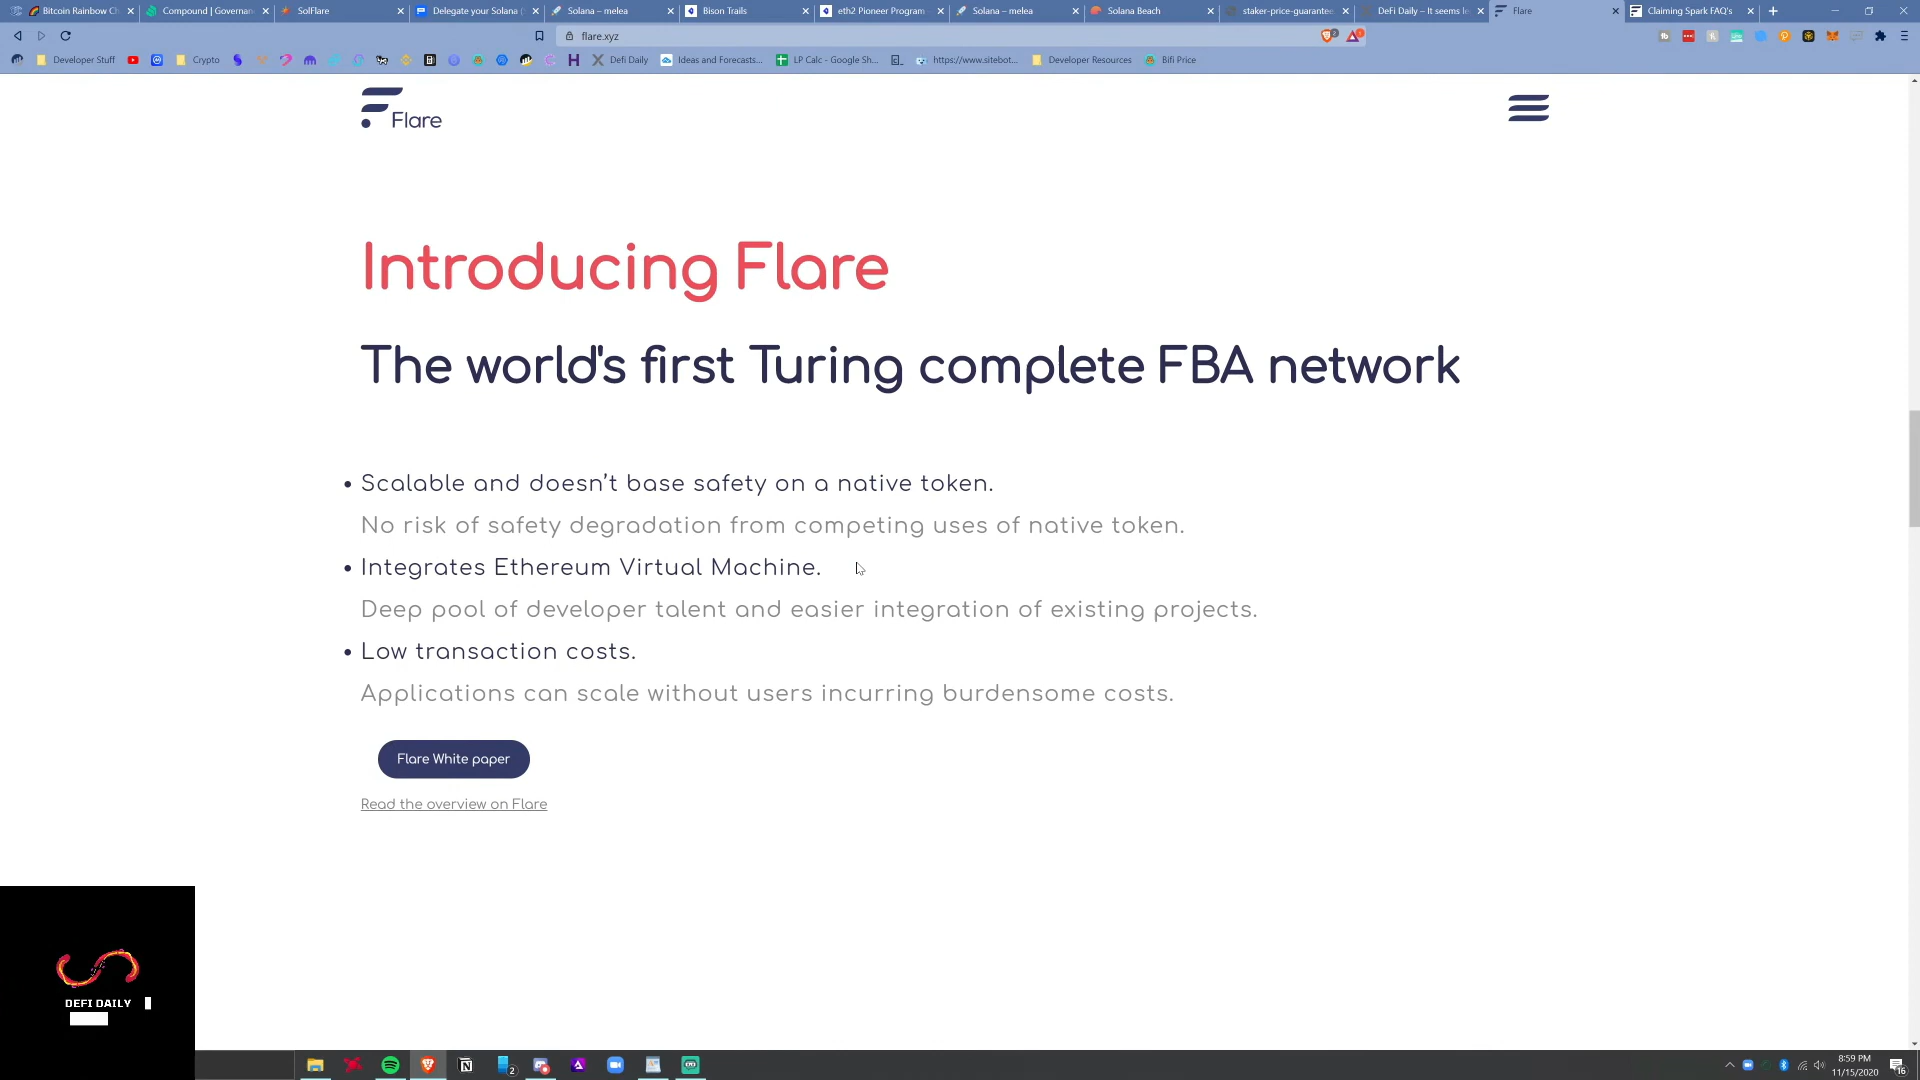 Bitcoin Rainbow Ch
Compound | Governan
SolFlare
Delegate your Solana (
Solana – melea
Bison Trails
eth2 Pioneer Program
Solana – melea
Solana Beach
staker-price-guarantee
DeFi Daily – It seems le
Flare
Claiming Spark FAQ's
flare.xyz
Developer Stuff
Crypto
Defi Daily
Ideas and Forecasts...
LP Calc - Google Sh...
https://www.sitebot...
Developer Resources
Bifi Price
Flare
Introducing Flare
The world's first Turing complete FBA network
• Scalable and doesn’t base safety on a native token.
No risk of safety degradation from competing uses of native token.
• Integrates Ethereum Virtual Machine.
Deep pool of developer talent and easier integration of existing projects.
• Low transaction costs.
Applications can scale without users incurring burdensome costs.
Flare White paper
Read the overview on Flare
DEFI DAILY
8:59 PM
11/15/2020